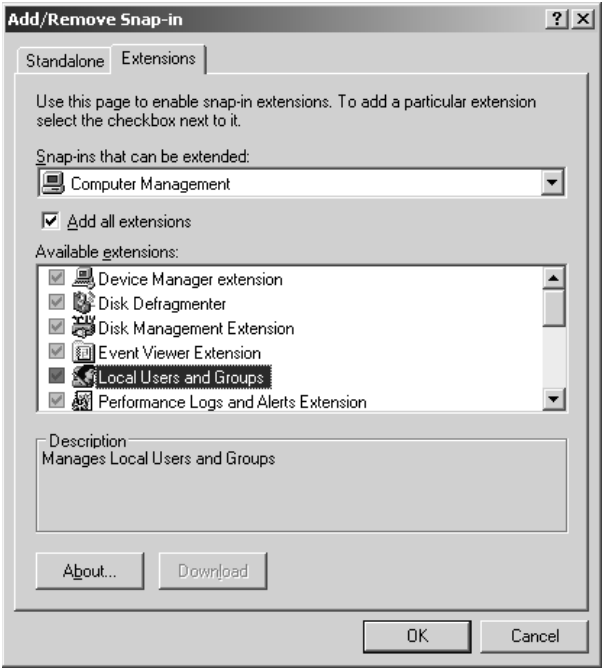 Add/Remove Snap-in
Standalone
Extensions
Use this page to enable snap-in extensions. To add a particular extension
select the checkbox next to it.
Snap-ins that can be extended:
Computer Management
Add all extensions
Available extensions:
Device Manager extension
Disk Defragmenter
Disk Management Extension
Event Viewer Extension
Local Users and Groups
Performance Logs and Alerts Extension
Description
Manages Local Users and Groups
About...
Download
OK
Cancel